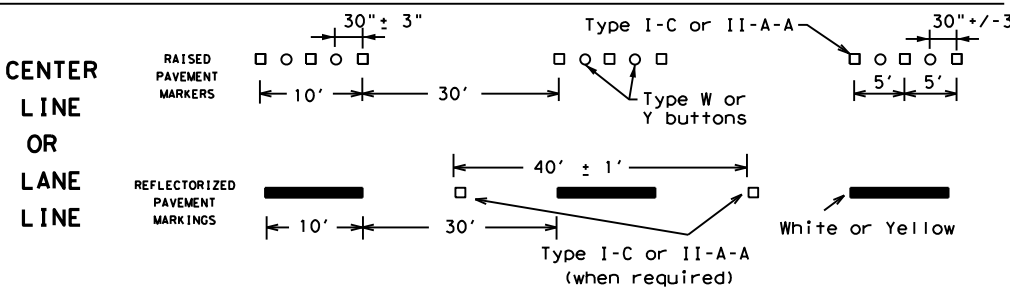 30"± 3"
Type I-C or II-A-A
30"+/-3
CENTER
LINE
OR
LANE
LINE
RAISED
PAVEMENT
MARKERS
10'
30'
Type W or
Y buttons
5'
5'
40' ± 1'
REFLECTORIZED
PAVEMENT
MARKINGS
10'
30'
Type I-C or II-A-A
(when required)
White or Yellow